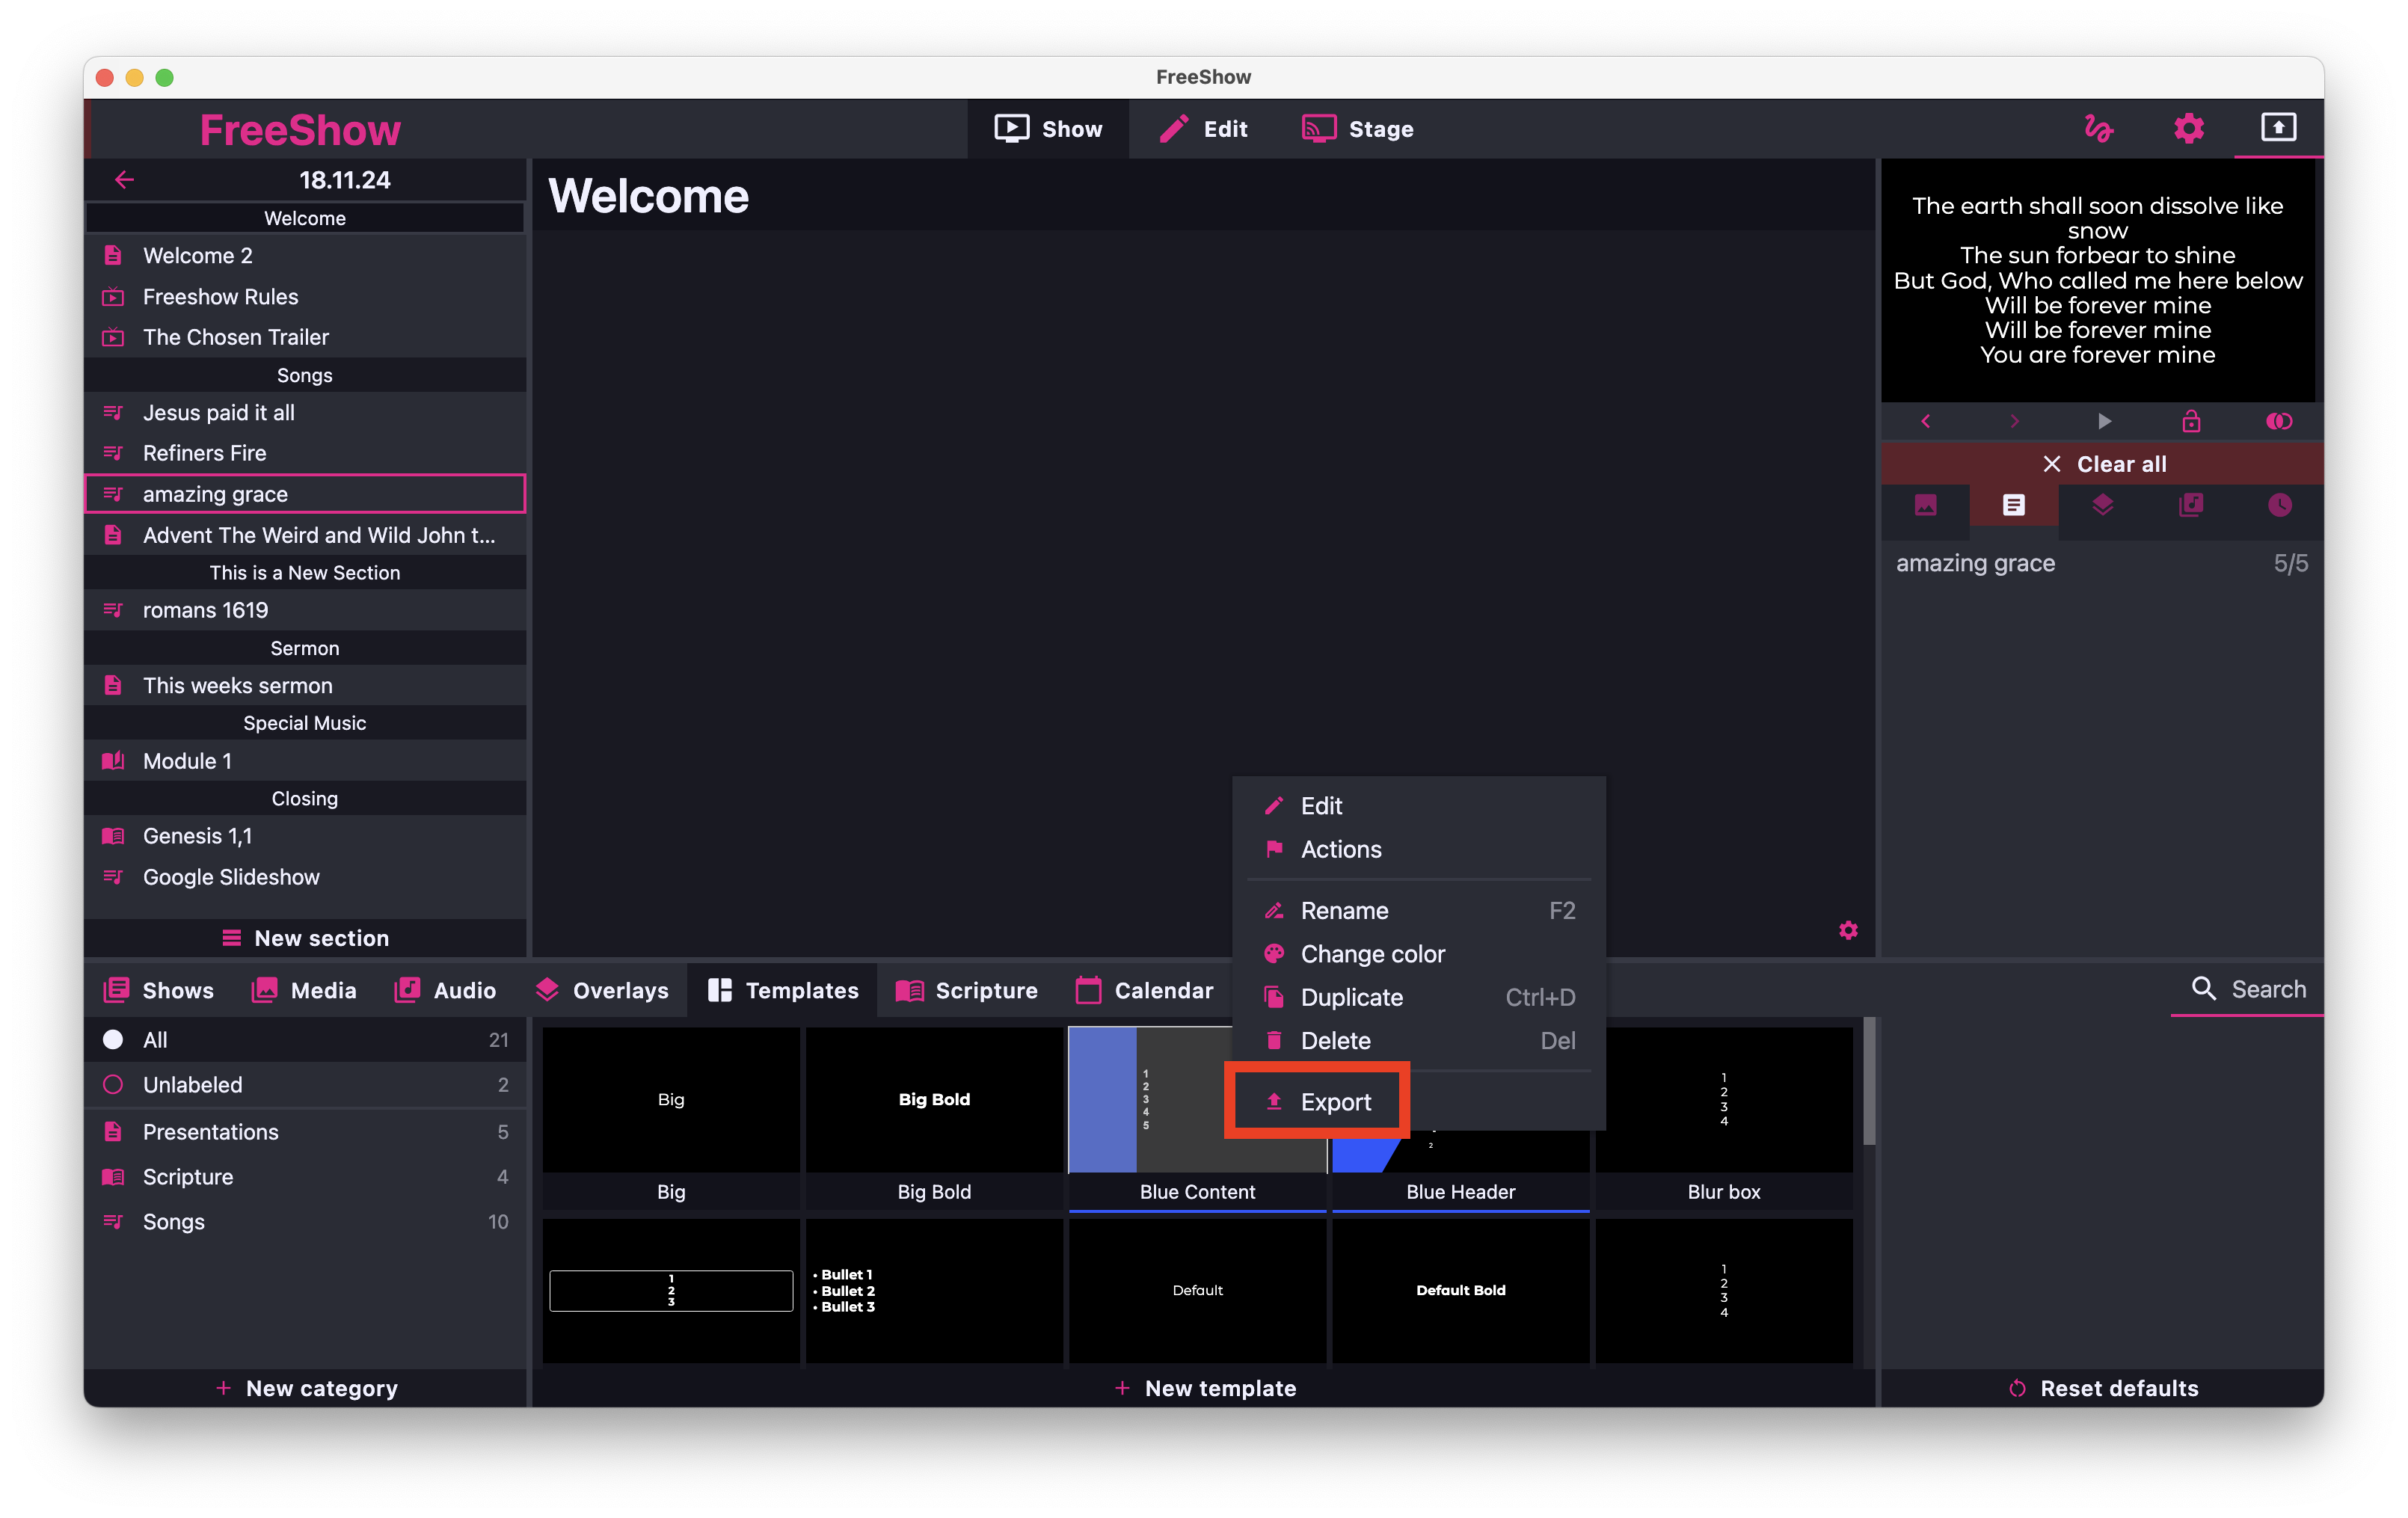 FreeShow
FreeShow
Show
Edit
Stage
18.11.24
Welcome
Welcome 2
Freeshow Rules
The Chosen Trailer
Songs
Jesus paid it all
Refiners Fire
amazing grace
Advent The Weird and Wild John t...
This is a New Section
romans 1619
Sermon
This weeks sermon
Special Music
Module 1
Closing
Genesis 1,1
Google Slideshow
New section
Welcome
The earth shall soon dissolve like
snow
The sun forbear to shine
But God, Who called me here below
Will be forever mine
Will be forever mine
You are forever mine
Clear all
amazing grace 5/5
Edit
Actions
Rename F2
Change color
Duplicate Ctrl+D
Delete Del
Export
Shows
Media
Audio
Overlays
Templates
Scripture
Calendar
Search
All 21
Unlabeled 2
Presentations 5
Scripture 4
Songs 10
New category
Big
Big
Big Bold
Big Bold
1
2
3
4
5
Blue Content
2
Blue Header
1
2
3
4
Blur box
1
2
3
• Bullet 1
• Bullet 2
• Bullet 3
Default
Default Bold
1
2
3
4
New template
Reset defaults